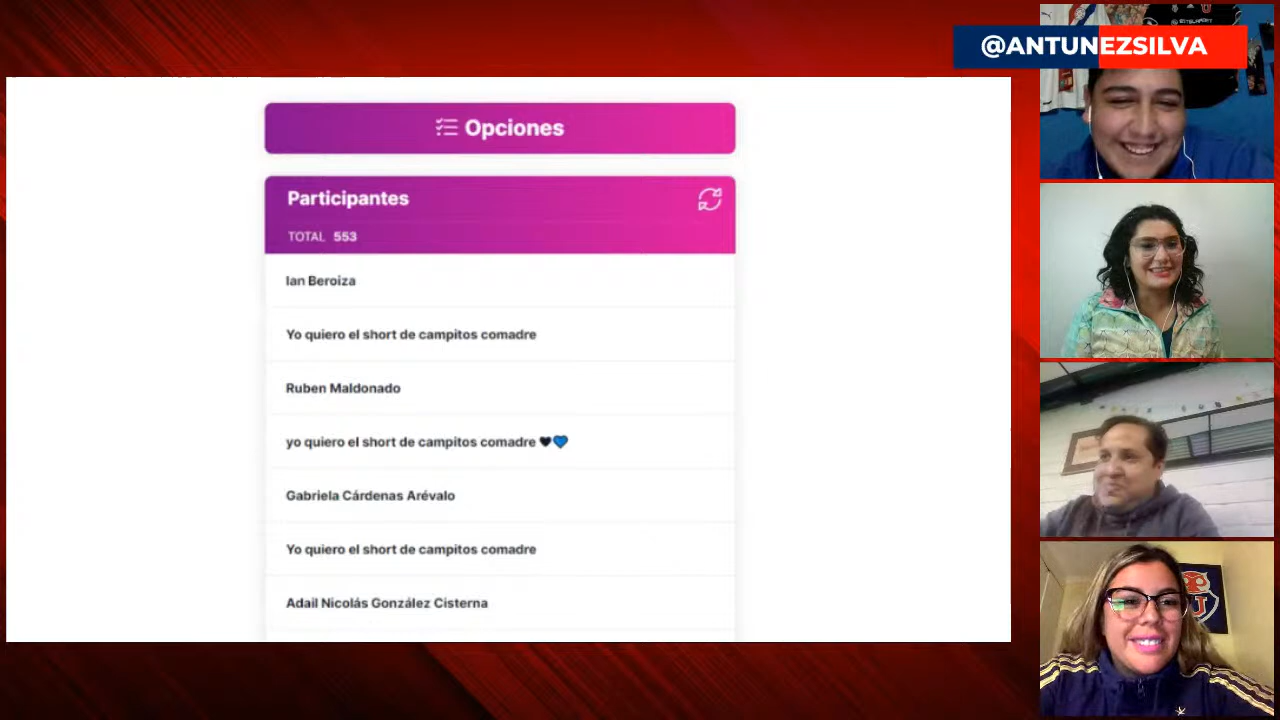 @ANTUNEZSILVA
Opciones
Participantes
TOTAL 553
Ian Beroiza
Yo quiero el short de campitos comadre
Ruben Maldonado
yo quiero el short de campitos comadre 🖤💙
Gabriela Cárdenas Arévalo
Yo quiero el short de campitos comadre
Adail Nicolás González Cisterna
U